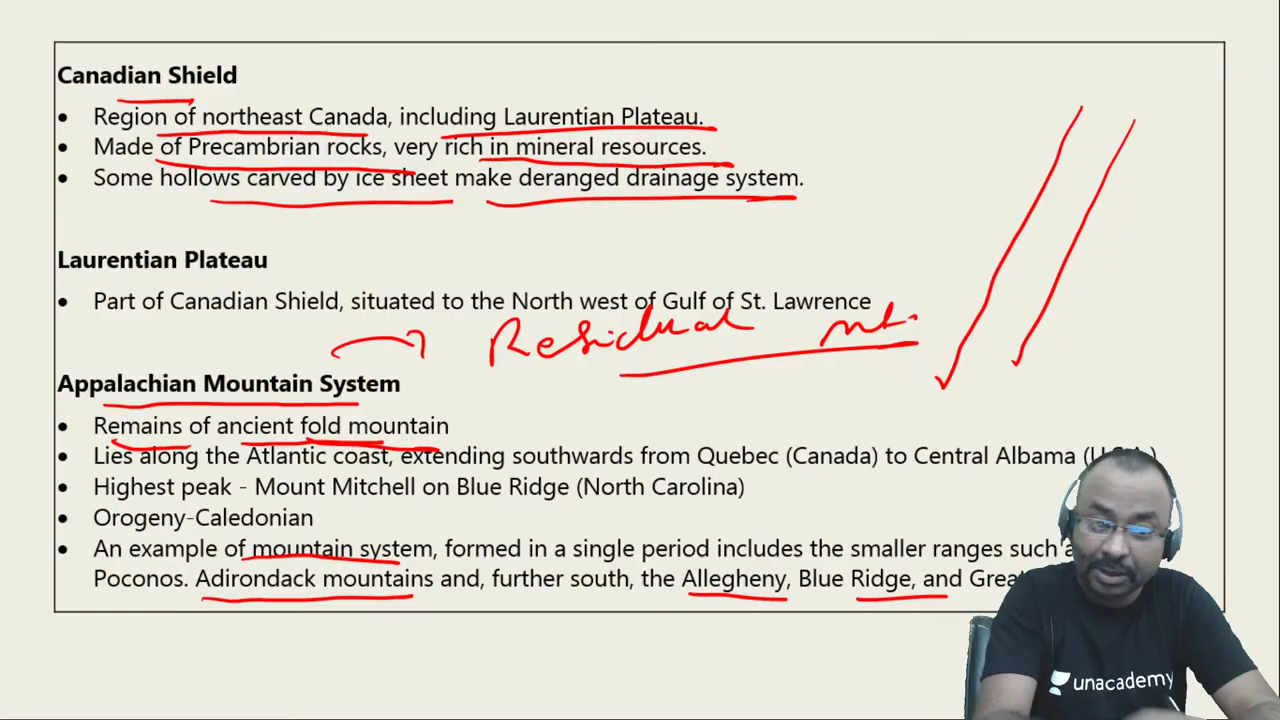 Canadian Shield
• Region of northeast Canada, including Laurentian Plateau.
• Made of Precambrian rocks, very rich in mineral resources.
• Some hollows carved by ice sheet make deranged drainage system.
Laurentian Plateau
• Part of Canadian Shield, situated to the North west of Gulf of St. Lawrence
Residual mt.
Appalachian Mountain System
• Remains of ancient fold mountain
• Lies along the Atlantic coast, extending southwards from Quebec (Canada) to Central Albama (U.S.A.)
• Highest peak - Mount Mitchell on Blue Ridge (North Carolina)
• Orogeny-Caledonian
• An example of mountain system, formed in a single period includes the smaller ranges such
Poconos. Adirondack mountains and, further south, the Allegheny, Blue Ridge, and
unacademy